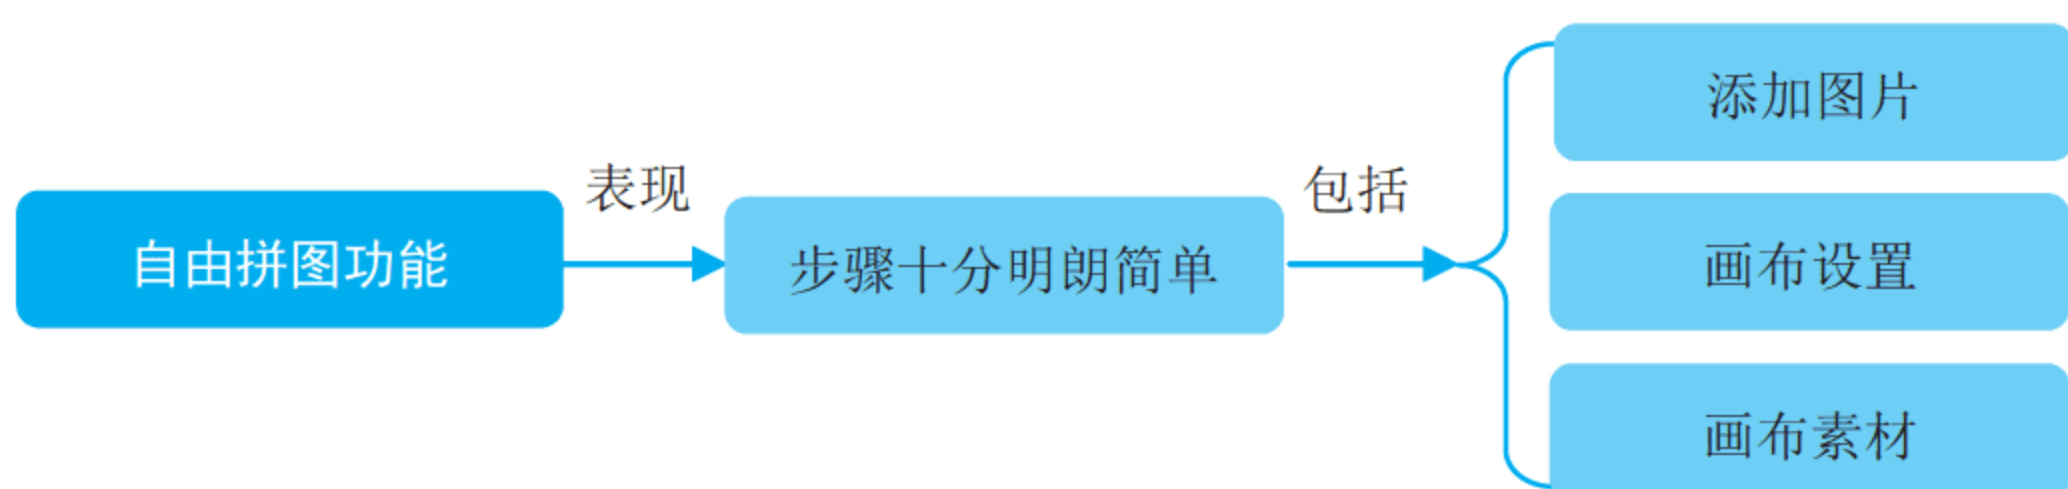 自由拼图功能
表现
步骤十分明朗简单
包括
添加图片
画布设置
画布素材